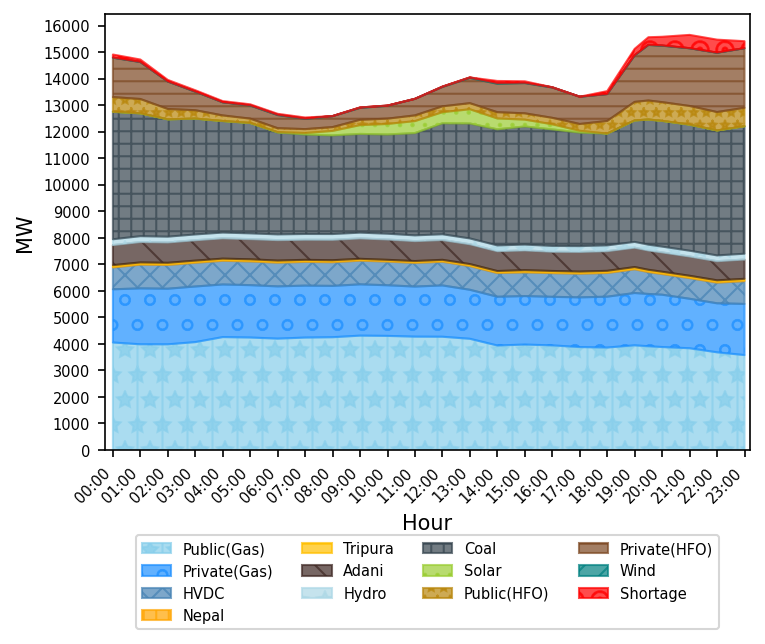 16000
15000
14000
13000
12000
11000
10000
9000
8000
7000
6000
5000
4000
3000
2000
1000
0
MW
00:00 01:00 02:00 03:00 04:00 05:00 06:00 07:00 08:00 09:00 10:00 11:00 12:00 13:00 14:00 15:00 16:00 17:00 18:00 19:00 20:00 21:00 22:00 23:00
Hour
Public(Gas) Tripura Coal Private(HFO)
Private(Gas) Adani Solar Wind
HVDC Hydro Public(HFO) Shortage
Nepal